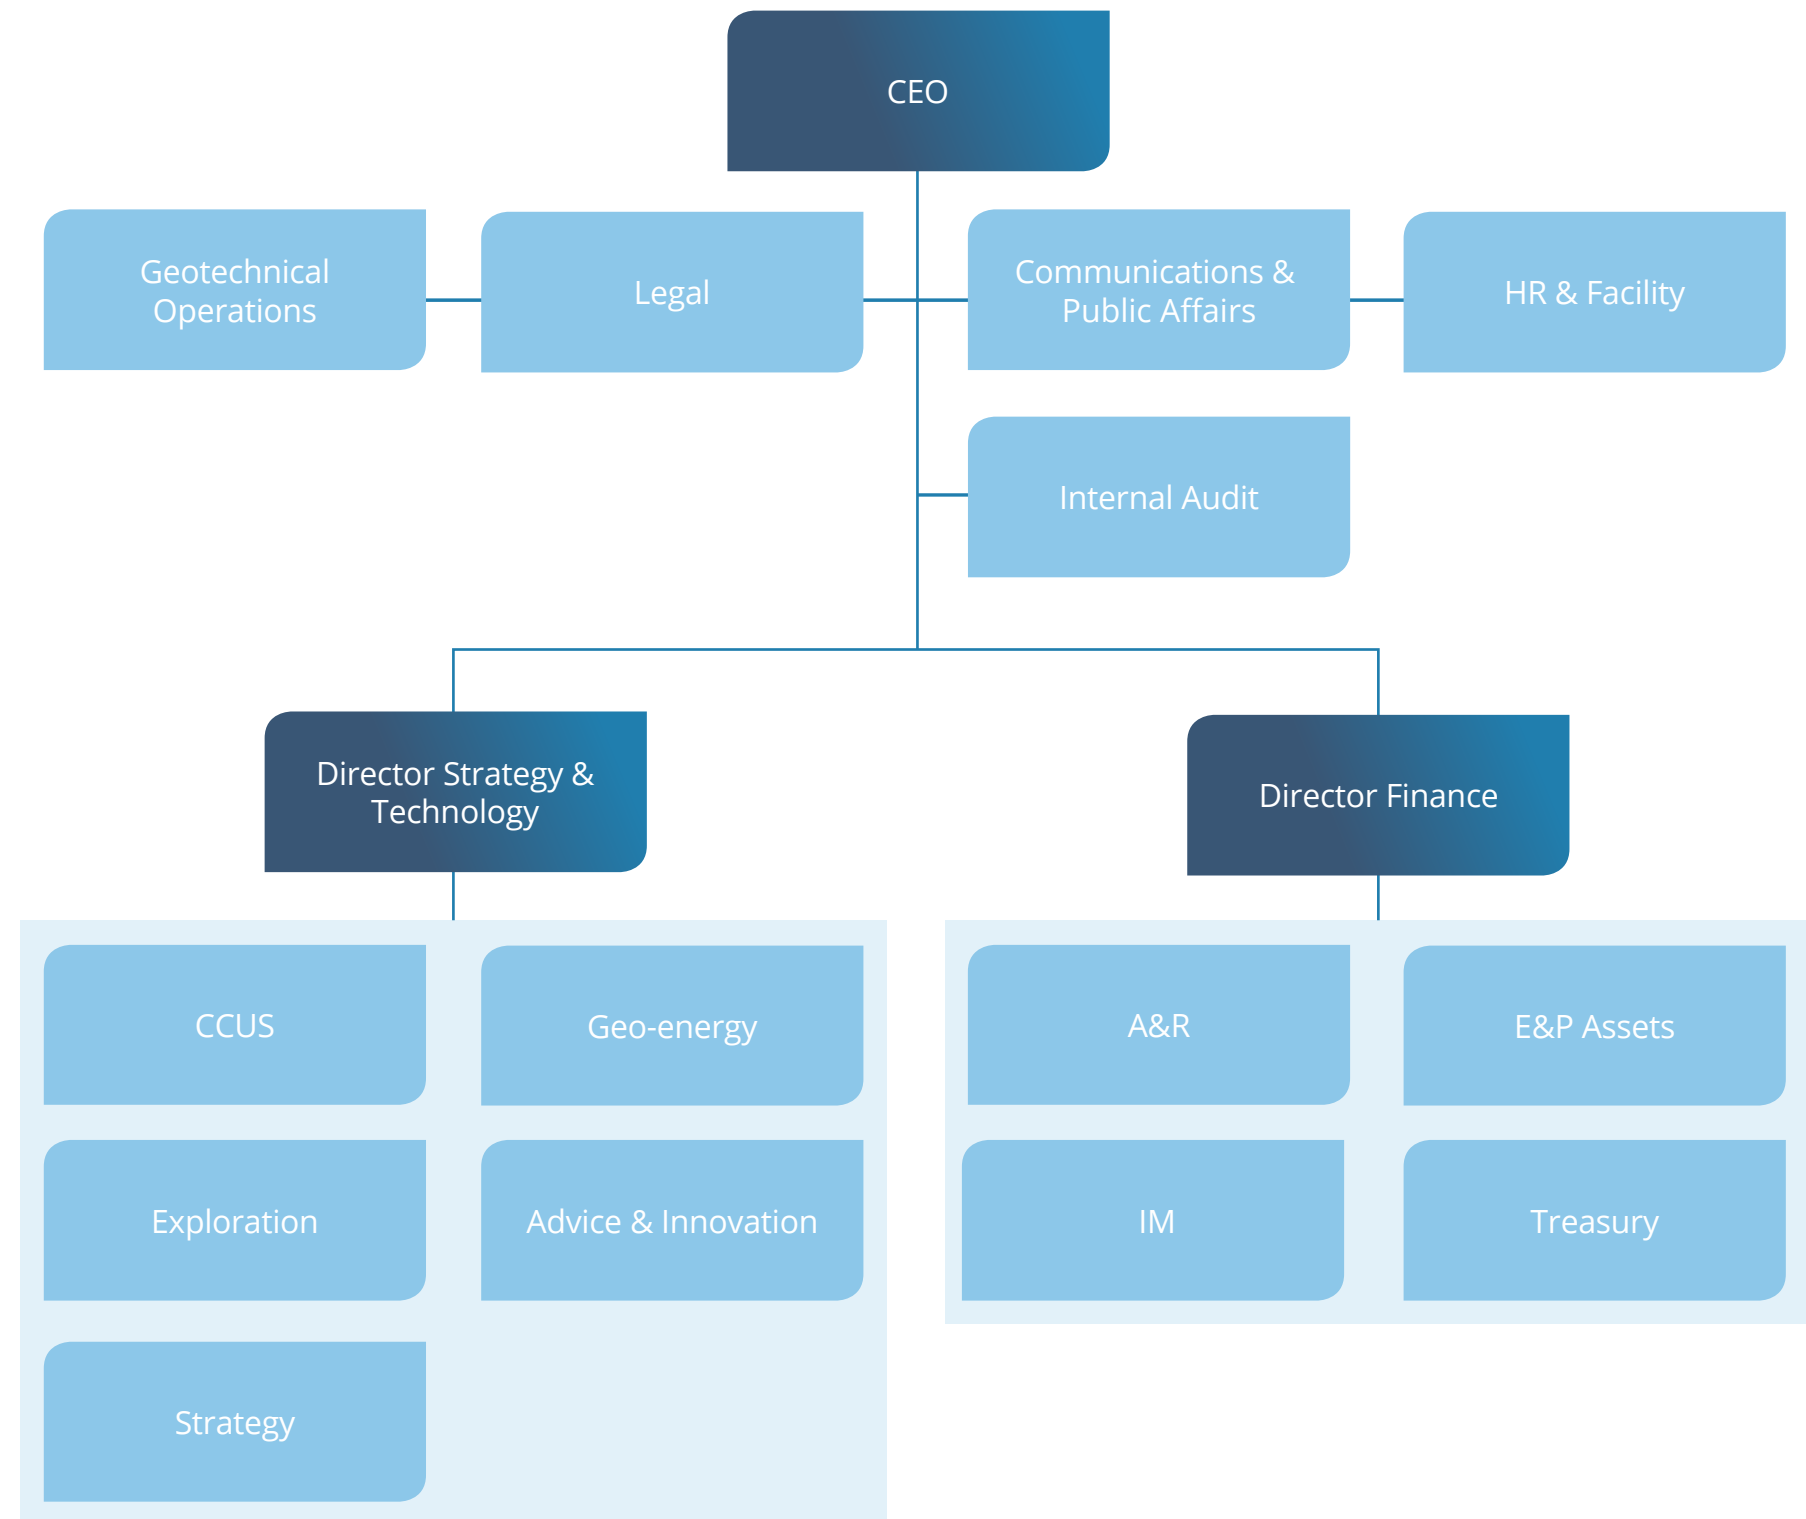 CEO
Geotechnical
Operations
Legal
Communications &
Public Affairs
HR & Facility
Internal Audit
Director Strategy &
Technology
Director Finance
CCUS
Geo-energy
A&R
E&P Assets
Exploration
Advice & Innovation
IM
Treasury
Strategy